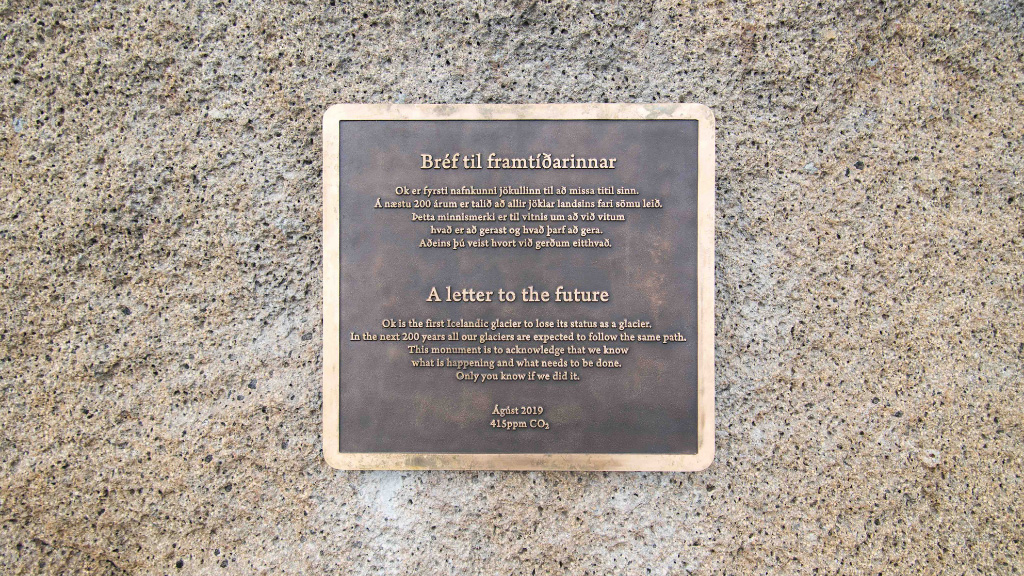 Bréf til framtíðarinnar
Ok er fyrsti nafnkunni jökullinn til að missa titil sinn.
Á næstu 200 árum er talið að allir jöklar landsins fari sömu leið.
Þetta minnismerki er til vitnis um að við vitum
hvað er að gerast og hvað þarf að gera.
Aðeins þú veist hvort við gerðum eitthvað.
A letter to the future
Ok is the first Icelandic glacier to lose its status as a glacier.
In the next 200 years all our glaciers are expected to follow the same path.
This monument is to acknowledge that we know
what is happening and what needs to be done.
Only you know if we did it.
Ágúst 2019
415ppm CO₂